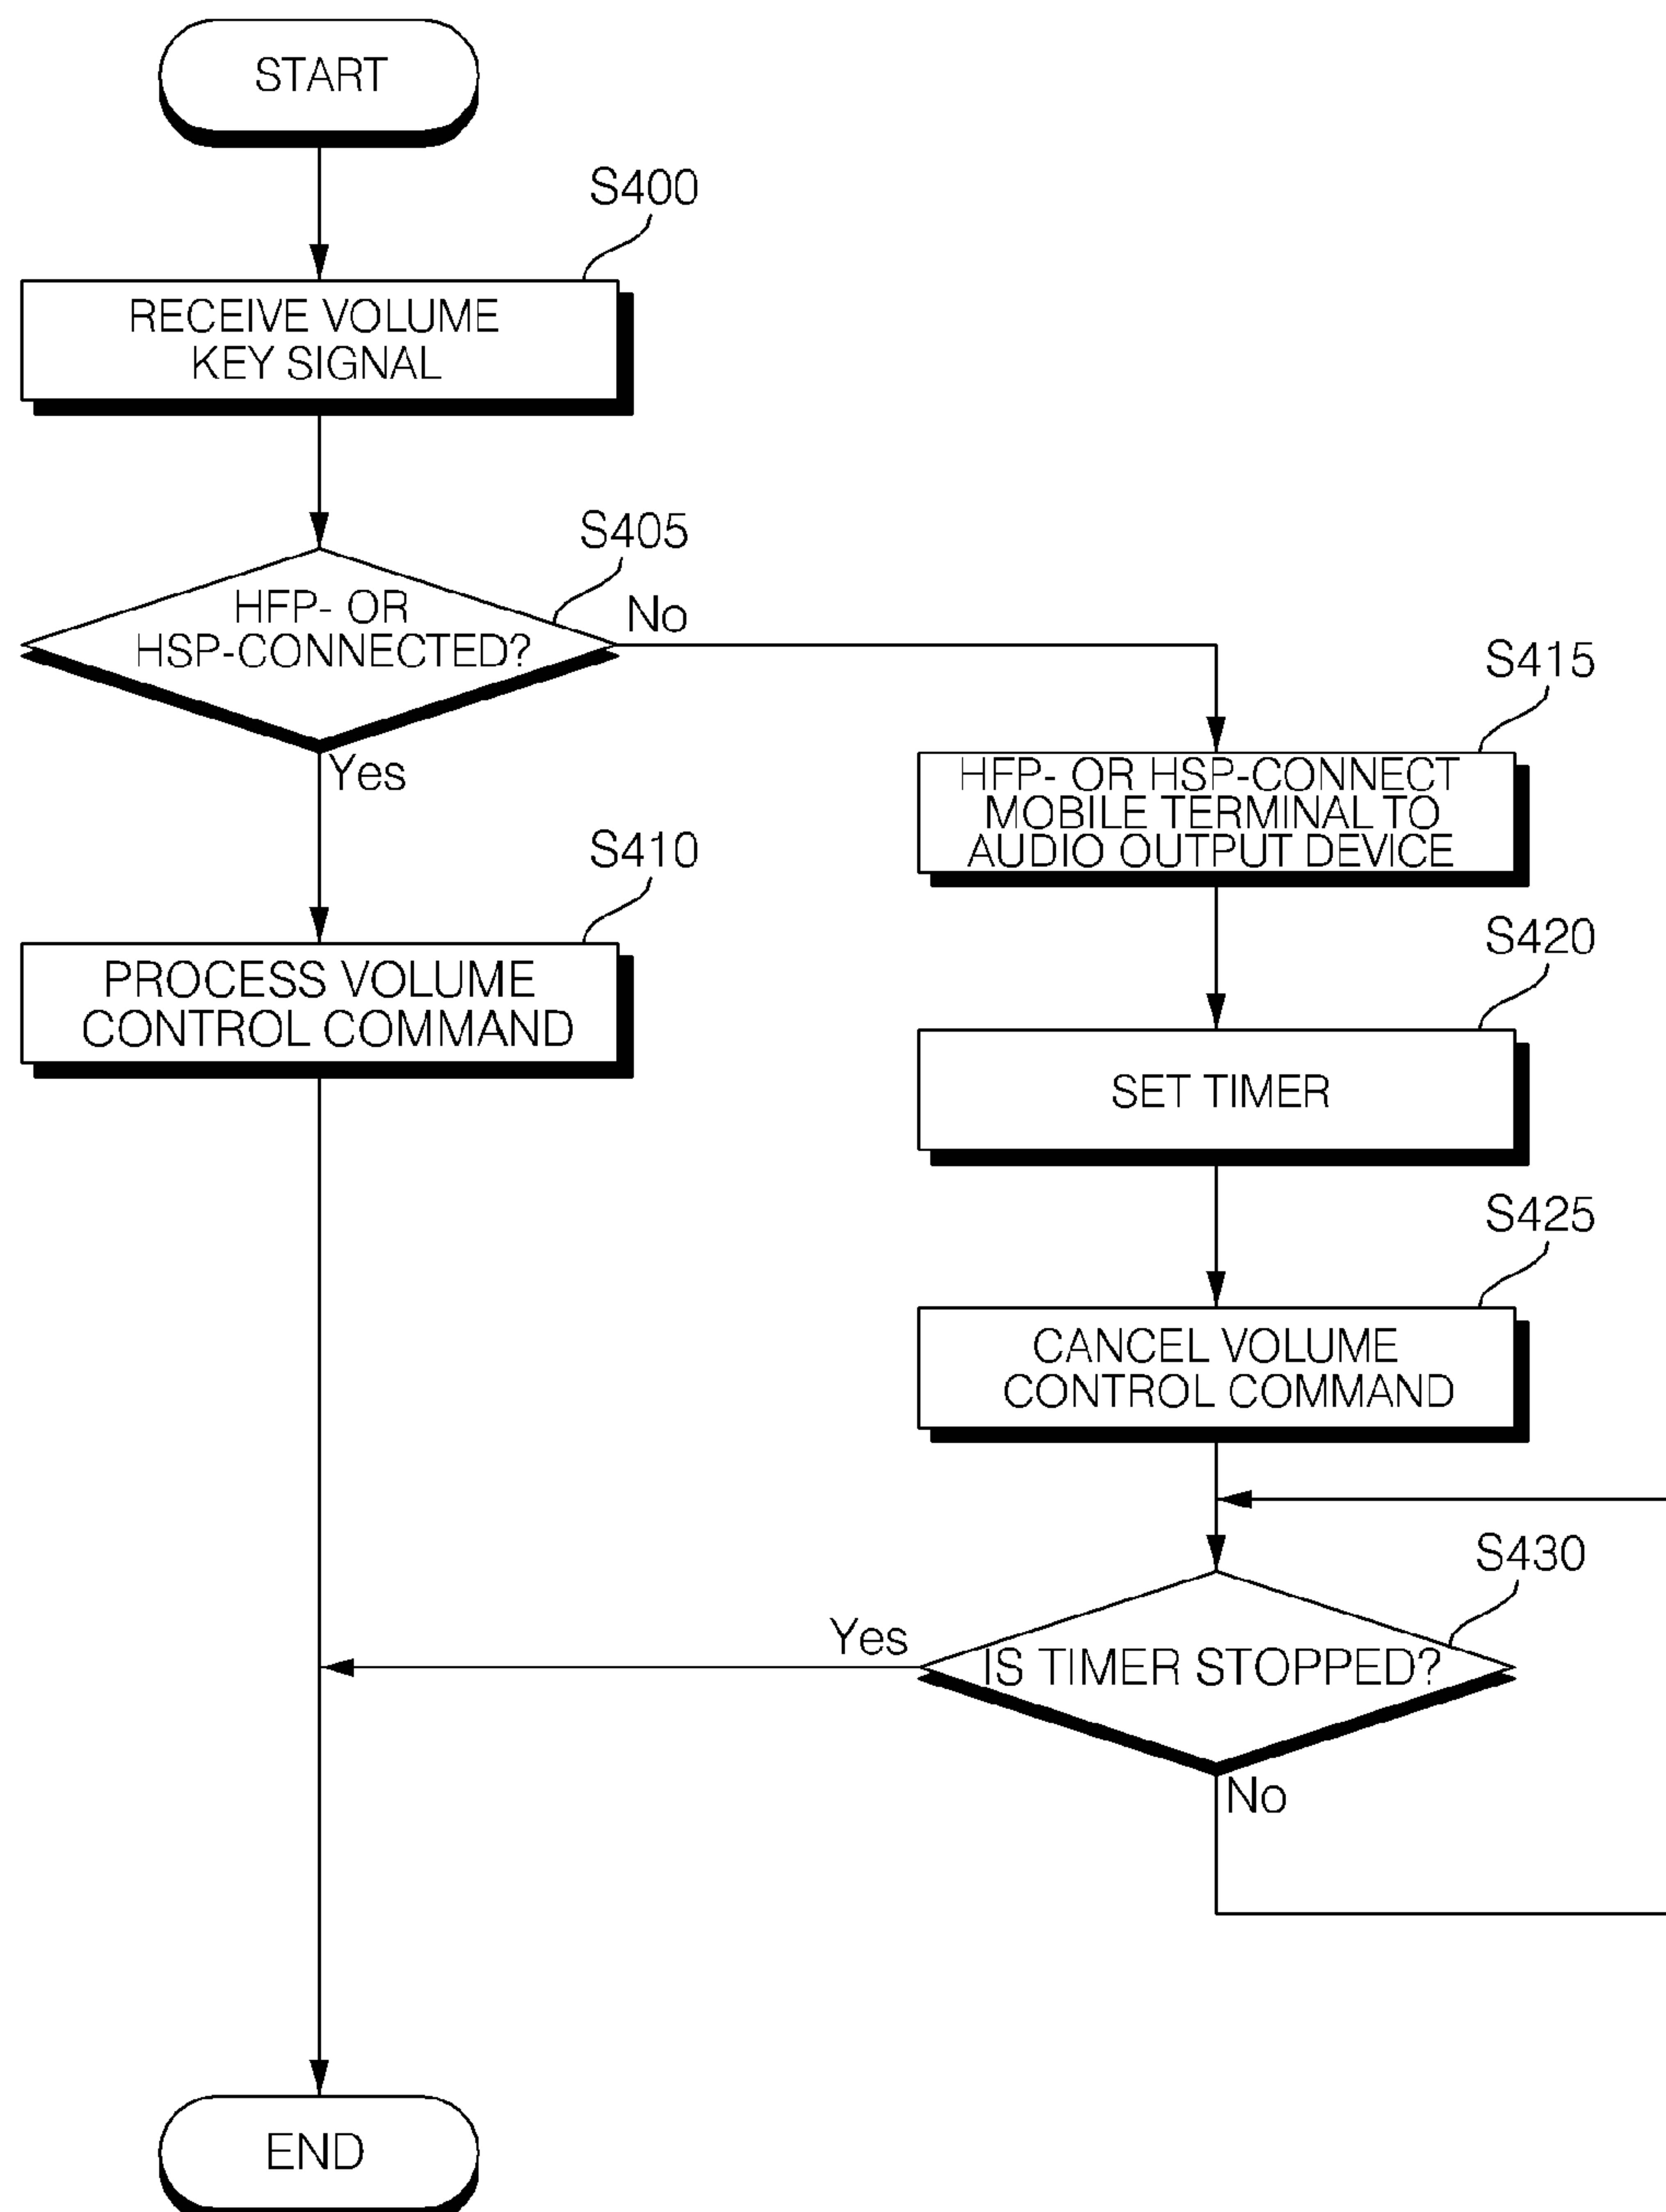 START
S400
RECEIVE VOLUME
KEY SIGNAL
S405
HFP- OR
HSP-CONNECTED?
No
Yes
S410
PROCESS VOLUME
CONTROL COMMAND
S415
HFP- OR HSP-CONNECT
MOBILE TERMINAL TO
AUDIO OUTPUT DEVICE
S420
SET TIMER
S425
CANCEL VOLUME
CONTROL COMMAND
S430
Yes
IS TIMER STOPPED?
No
END